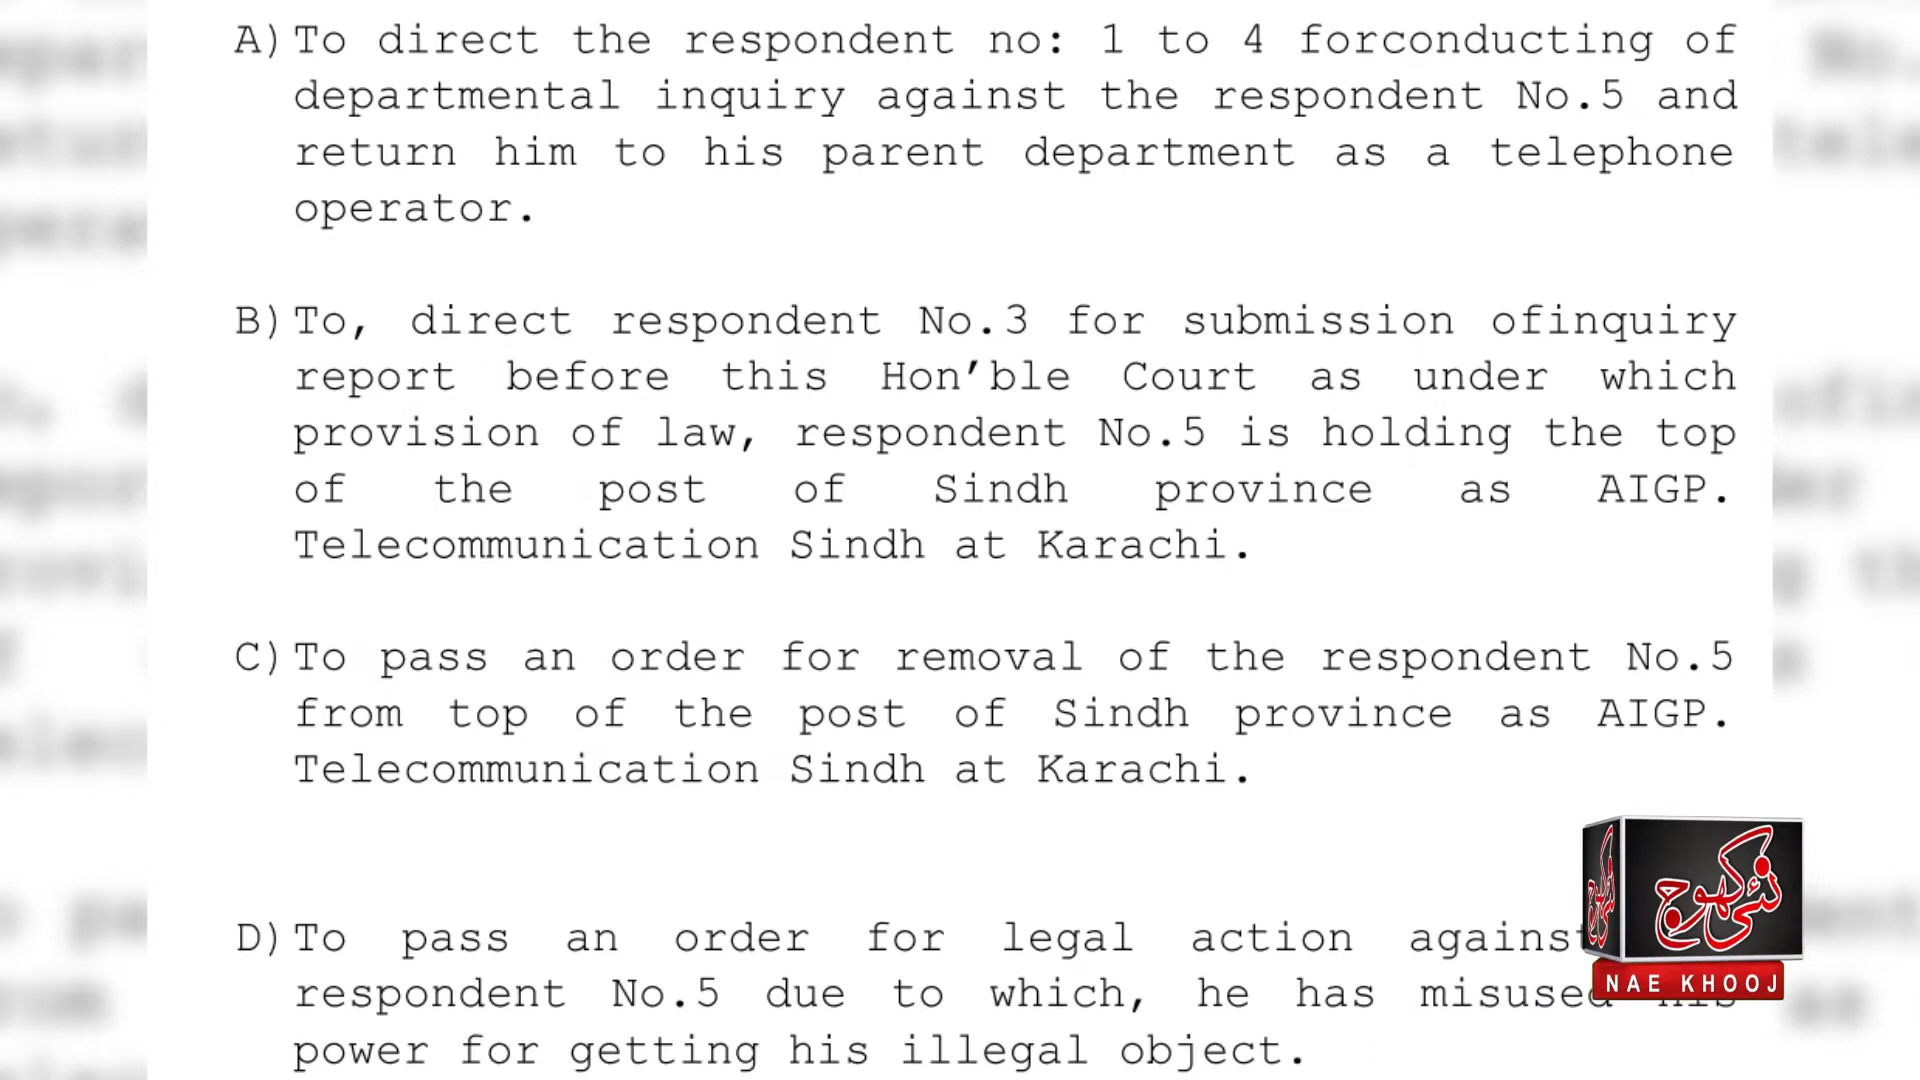 A) To direct the respondent no: 1 to 4 forconducting of
departmental inquiry against the respondent No.5 and
return him to his parent department as a telephone
operator.
B) To, direct respondent No.3 for submission ofinquiry
report before this Hon’ble Court as under which
provision of law, respondent No.5 is holding the top
of the post of Sindh province as AIGP.
Telecommunication Sindh at Karachi.
C) To pass an order for removal of the respondent No.5
from top of the post of Sindh province as AIGP.
Telecommunication Sindh at Karachi.
D) To pass an order for legal action against
respondent No.5 due to which, he has misused his
power for getting his illegal object.
نئی کھوج
NAE KHOOJ